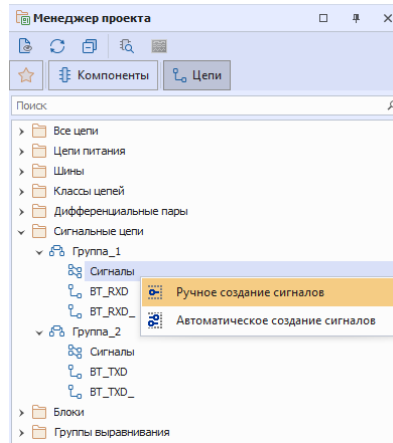 Менеджер проекта
Компоненты
Цепи
Поиск
Все цепи
Цепи питания
Шины
Классы цепей
Дифференциальные пары
Сигнальные цепи
Группа_1
Сигналы
Ручное создание сигналов
BT_RXD
BT_RXD_
Автоматическое создание сигналов
Группа_2
Сигналы
BT_TXD
BT_TXD_
Блоки
Группы выравнивания